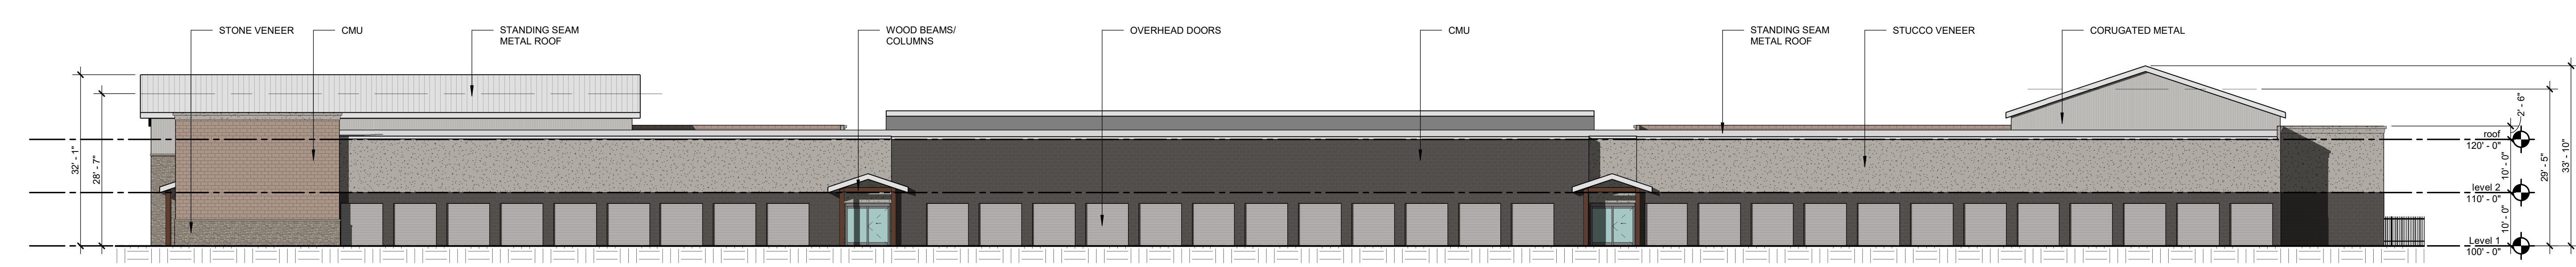 STONE VENEER
CMU
STANDING SEAM
METAL ROOF
WOOD BEAMS/
COLUMNS
OVERHEAD DOORS
CMU
STANDING SEAM
METAL ROOF
STUCCO VENEER
CORUGATED METAL
32' - 1"
28' - 7"
roof
120' - 0"
level 2
110' - 0"
Level 1
100' - 0"
2' - 6"
10' - 0"
10' - 0"
29' - 5"
33' - 10"